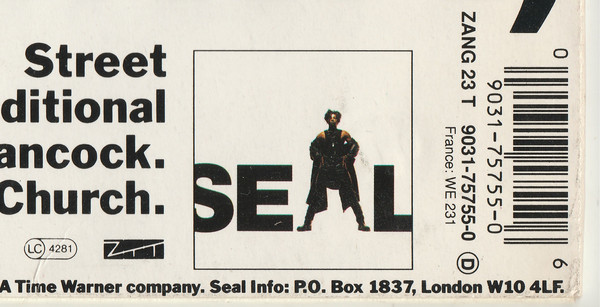 Street
ditional
ancock.
Church.
LC 4281
ZTT
SEAL
A Time Warner company. Seal Info: P.O. Box 1837, London W10 4LF.
ZANG 23 T 9031-75755-0 D
France: WE 231
0 9031-75755-0 6